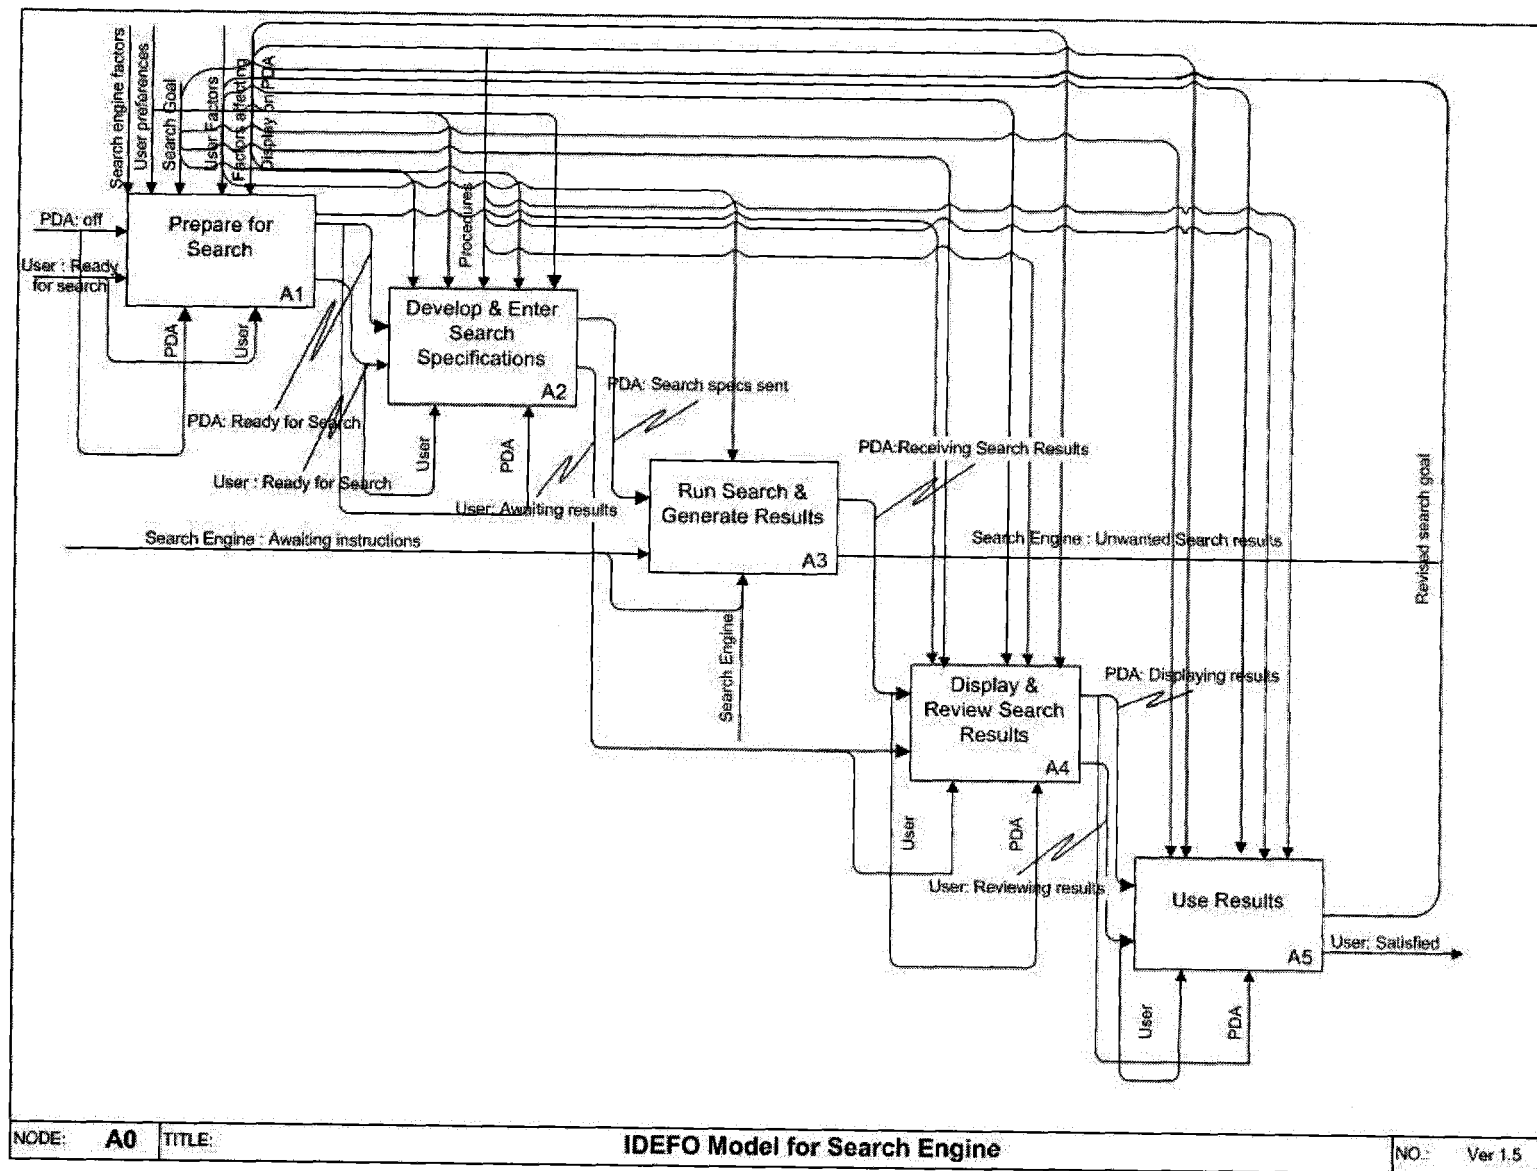 Search engine factors
User preferences
Search Goal
User Factors
Factors affecting
Display on PDA
PDA: off
User : Ready
for search
Prepare for
Search
A1
PDA
User
Procedures
Develop & Enter
Search
Specifications
A2
PDA: Ready for Search
User : Ready for Search
User
PDA
PDA: Search specs sent
User: Awaiting results
Search Engine : Awaiting instructions
Run Search &
Generate Results
A3
PDA:Receiving Search Results
Search Engine : Unwanted Search results
Revised search goal
Search Engine
Display &
Review Search
Results
A4
PDA: Displaying results
User
PDA
User: Reviewing results
Use Results
A5
User: Satisfied
User
PDA
NODE: A0 TITLE: IDEFO Model for Search Engine NO.: Ver 1.5